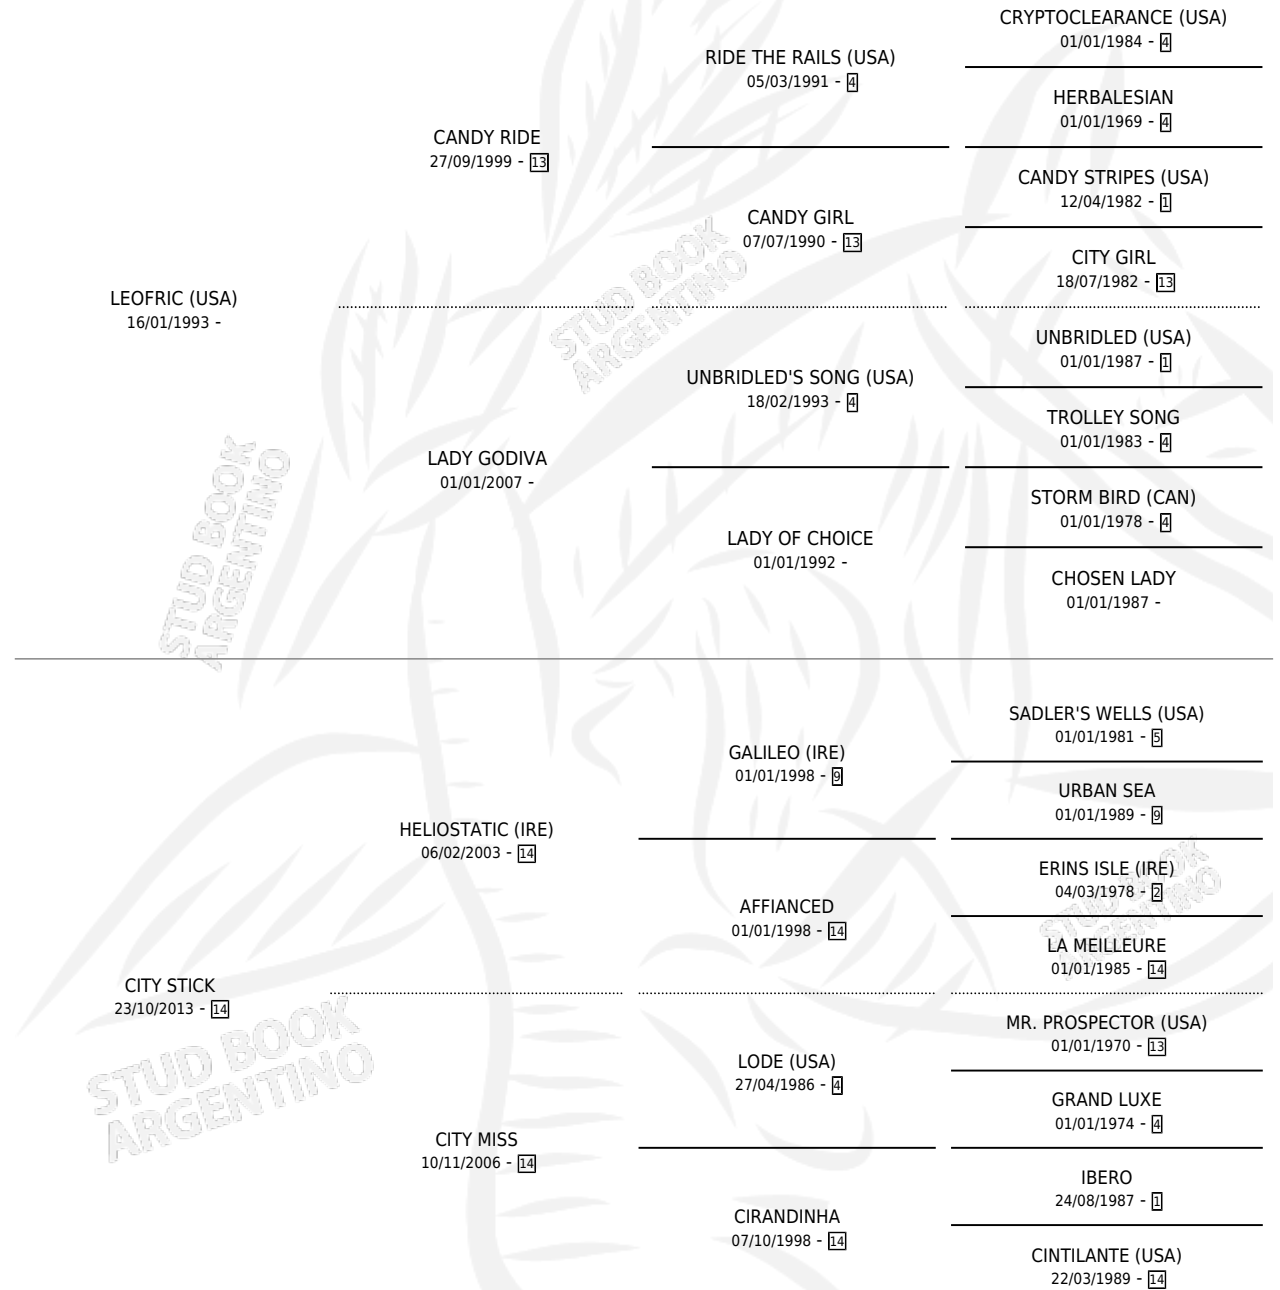 CRYPTOCLEARANCE (USA)
01/01/1984 - 4
RIDE THE RAILS (USA)
05/03/1991 - 4
HERBALESIAN
01/01/1969 - 4
CANDY RIDE
27/09/1999 - 13
CANDY STRIPES (USA)
12/04/1982 - 1
CANDY GIRL
07/07/1990 - 13
CITY GIRL
18/07/1982 - 13
LEOFRIC (USA)
16/01/1993 -
UNBRIDLED (USA)
01/01/1987 - 1
UNBRIDLED'S SONG (USA)
18/02/1993 - 4
TROLLEY SONG
01/01/1983 - 4
LADY GODIVA
01/01/2007 -
STORM BIRD (CAN)
01/01/1978 - 4
LADY OF CHOICE
01/01/1992 -
CHOSEN LADY
01/01/1987 -
STUD BOOK
ARGENTINO
STUD BOOK
ARGENTINO
SADLER'S WELLS (USA)
01/01/1981 - 5
GALILEO (IRE)
01/01/1998 - 9
URBAN SEA
01/01/1989 - 9
HELIOSTATIC (IRE)
06/02/2003 - 14
ERINS ISLE (IRE)
04/03/1978 - 2
AFFIANCED
01/01/1998 - 14
LA MEILLEURE
01/01/1985 - 14
CITY STICK
23/10/2013 - 14
MR. PROSPECTOR (USA)
01/01/1970 - 13
LODE (USA)
27/04/1986 - 4
GRAND LUXE
01/01/1974 - 4
CITY MISS
10/11/2006 - 14
IBERO
24/08/1987 - 1
CIRANDINHA
07/10/1998 - 14
CINTILANTE (USA)
22/03/1989 - 14
STUD BOOK
ARGENTINO
STUD BOOK
ARGENTINO